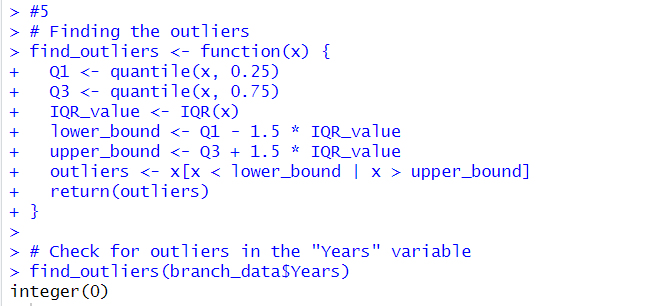 > #5
> # Finding the outliers
> find_outliers <- function(x) {
+   Q1 <- quantile(x, 0.25)
+   Q3 <- quantile(x, 0.75)
+   IQR_value <- IQR(x)
+   lower_bound <- Q1 - 1.5 * IQR_value
+   upper_bound <- Q3 + 1.5 * IQR_value
+   outliers <- x[x < lower_bound | x > upper_bound]
+   return(outliers)
+ }
>
> # Check for outliers in the "Years" variable
> find_outliers(branch_data$Years)
integer(0)